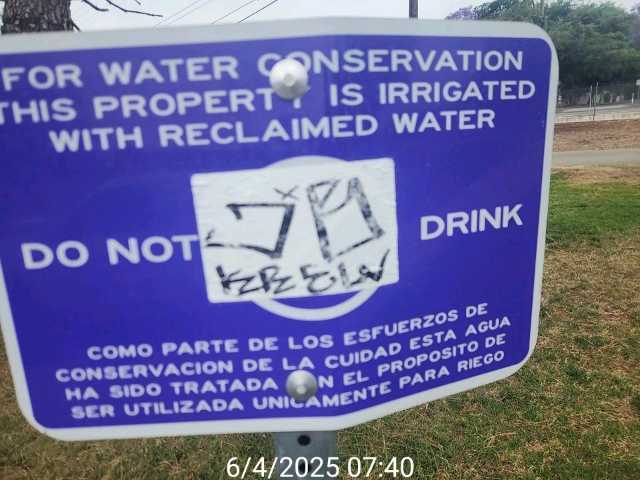 FOR WATER CONSERVATION
THIS PROPERTY IS IRRIGATED
WITH RECLAIMED WATER
DO NOT DRINK
KREW
COMO PARTE DE LOS ESFUERZOS DE
CONSERVACION DE LA CUIDAD ESTA AGUA
HA SIDO TRATADA CON EL PROPOSITO DE
SER UTILIZADA UNICAMENTE PARA RIEGO
6/4/2025 07:40